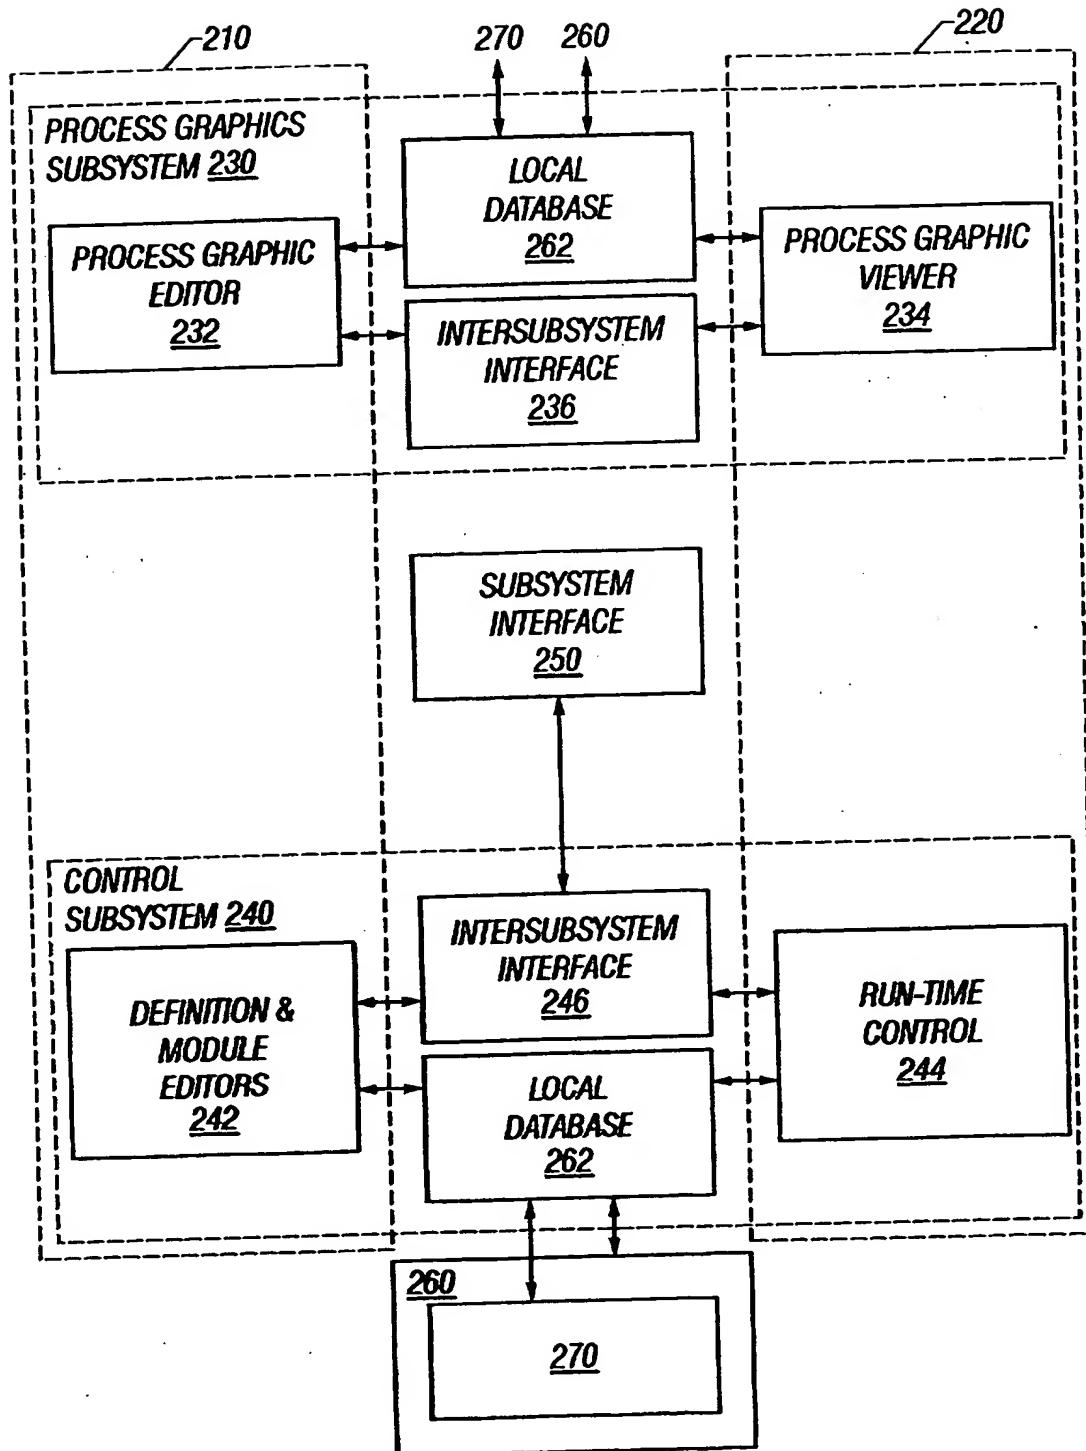 210
270 260
220
PROCESS GRAPHICS
SUBSYSTEM 230
LOCAL
DATABASE
262
PROCESS GRAPHIC
EDITOR
232
INTERSUBSYSTEM
INTERFACE
236
PROCESS GRAPHIC
VIEWER
234
SUBSYSTEM
INTERFACE
250
CONTROL
SUBSYSTEM 240
DEFINITION &
MODULE
EDITORS
242
INTERSUBSYSTEM
INTERFACE
246
LOCAL
DATABASE
262
RUN-TIME
CONTROL
244
260
270